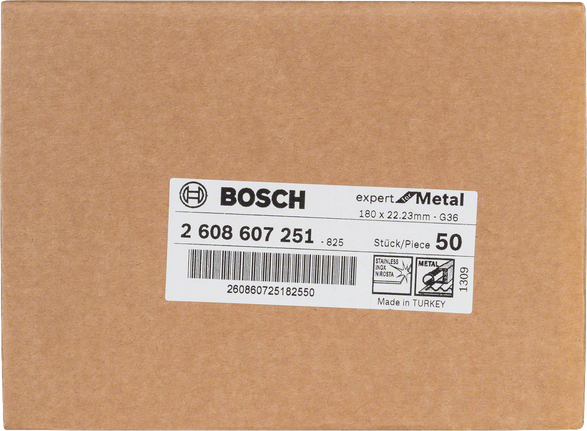 BOSCH
expert for Metal
180 x 22.23mm - G36
2 608 607 251 - 825
Stück/Piece 50
260860725182550
STAINLESS
INOX
NIROSTA
METAL
1309
Made in TURKEY